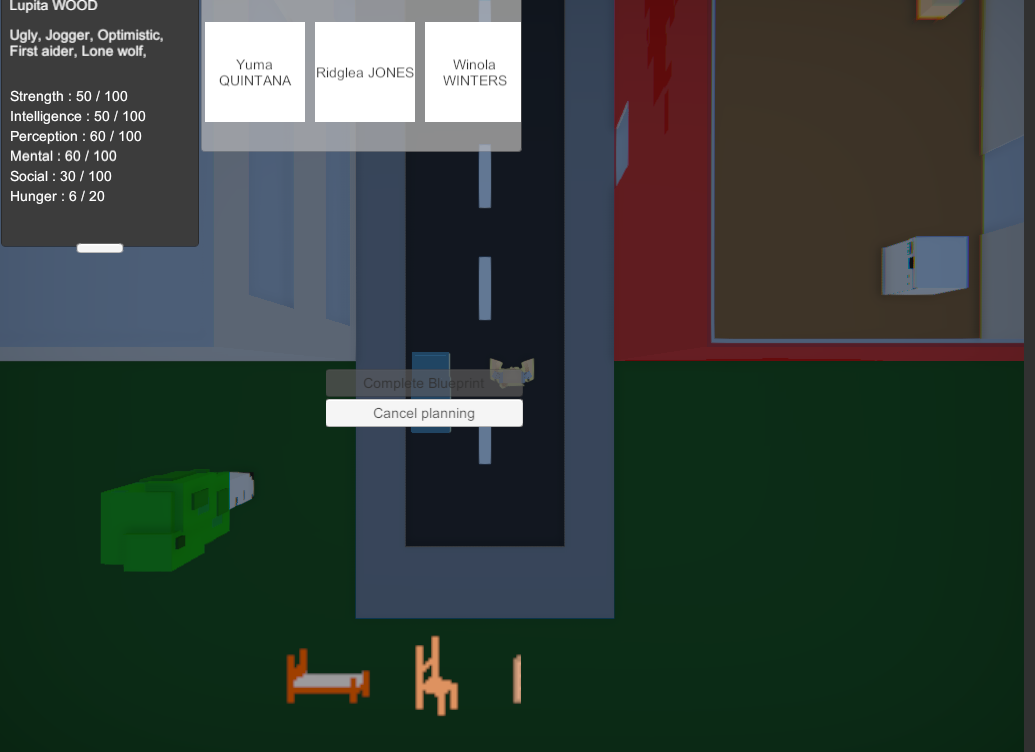 Lupita WOOD
Ugly, Jogger, Optimistic,
First aider, Lone wolf,
Strength : 50 / 100
Intelligence : 50 / 100
Perception : 60 / 100
Mental : 60 / 100
Social : 30 / 100
Hunger : 6 / 20
Yuma
QUINTANA
Ridglea JONES
Winola
WINTERS
Complete Blueprint
Cancel planning